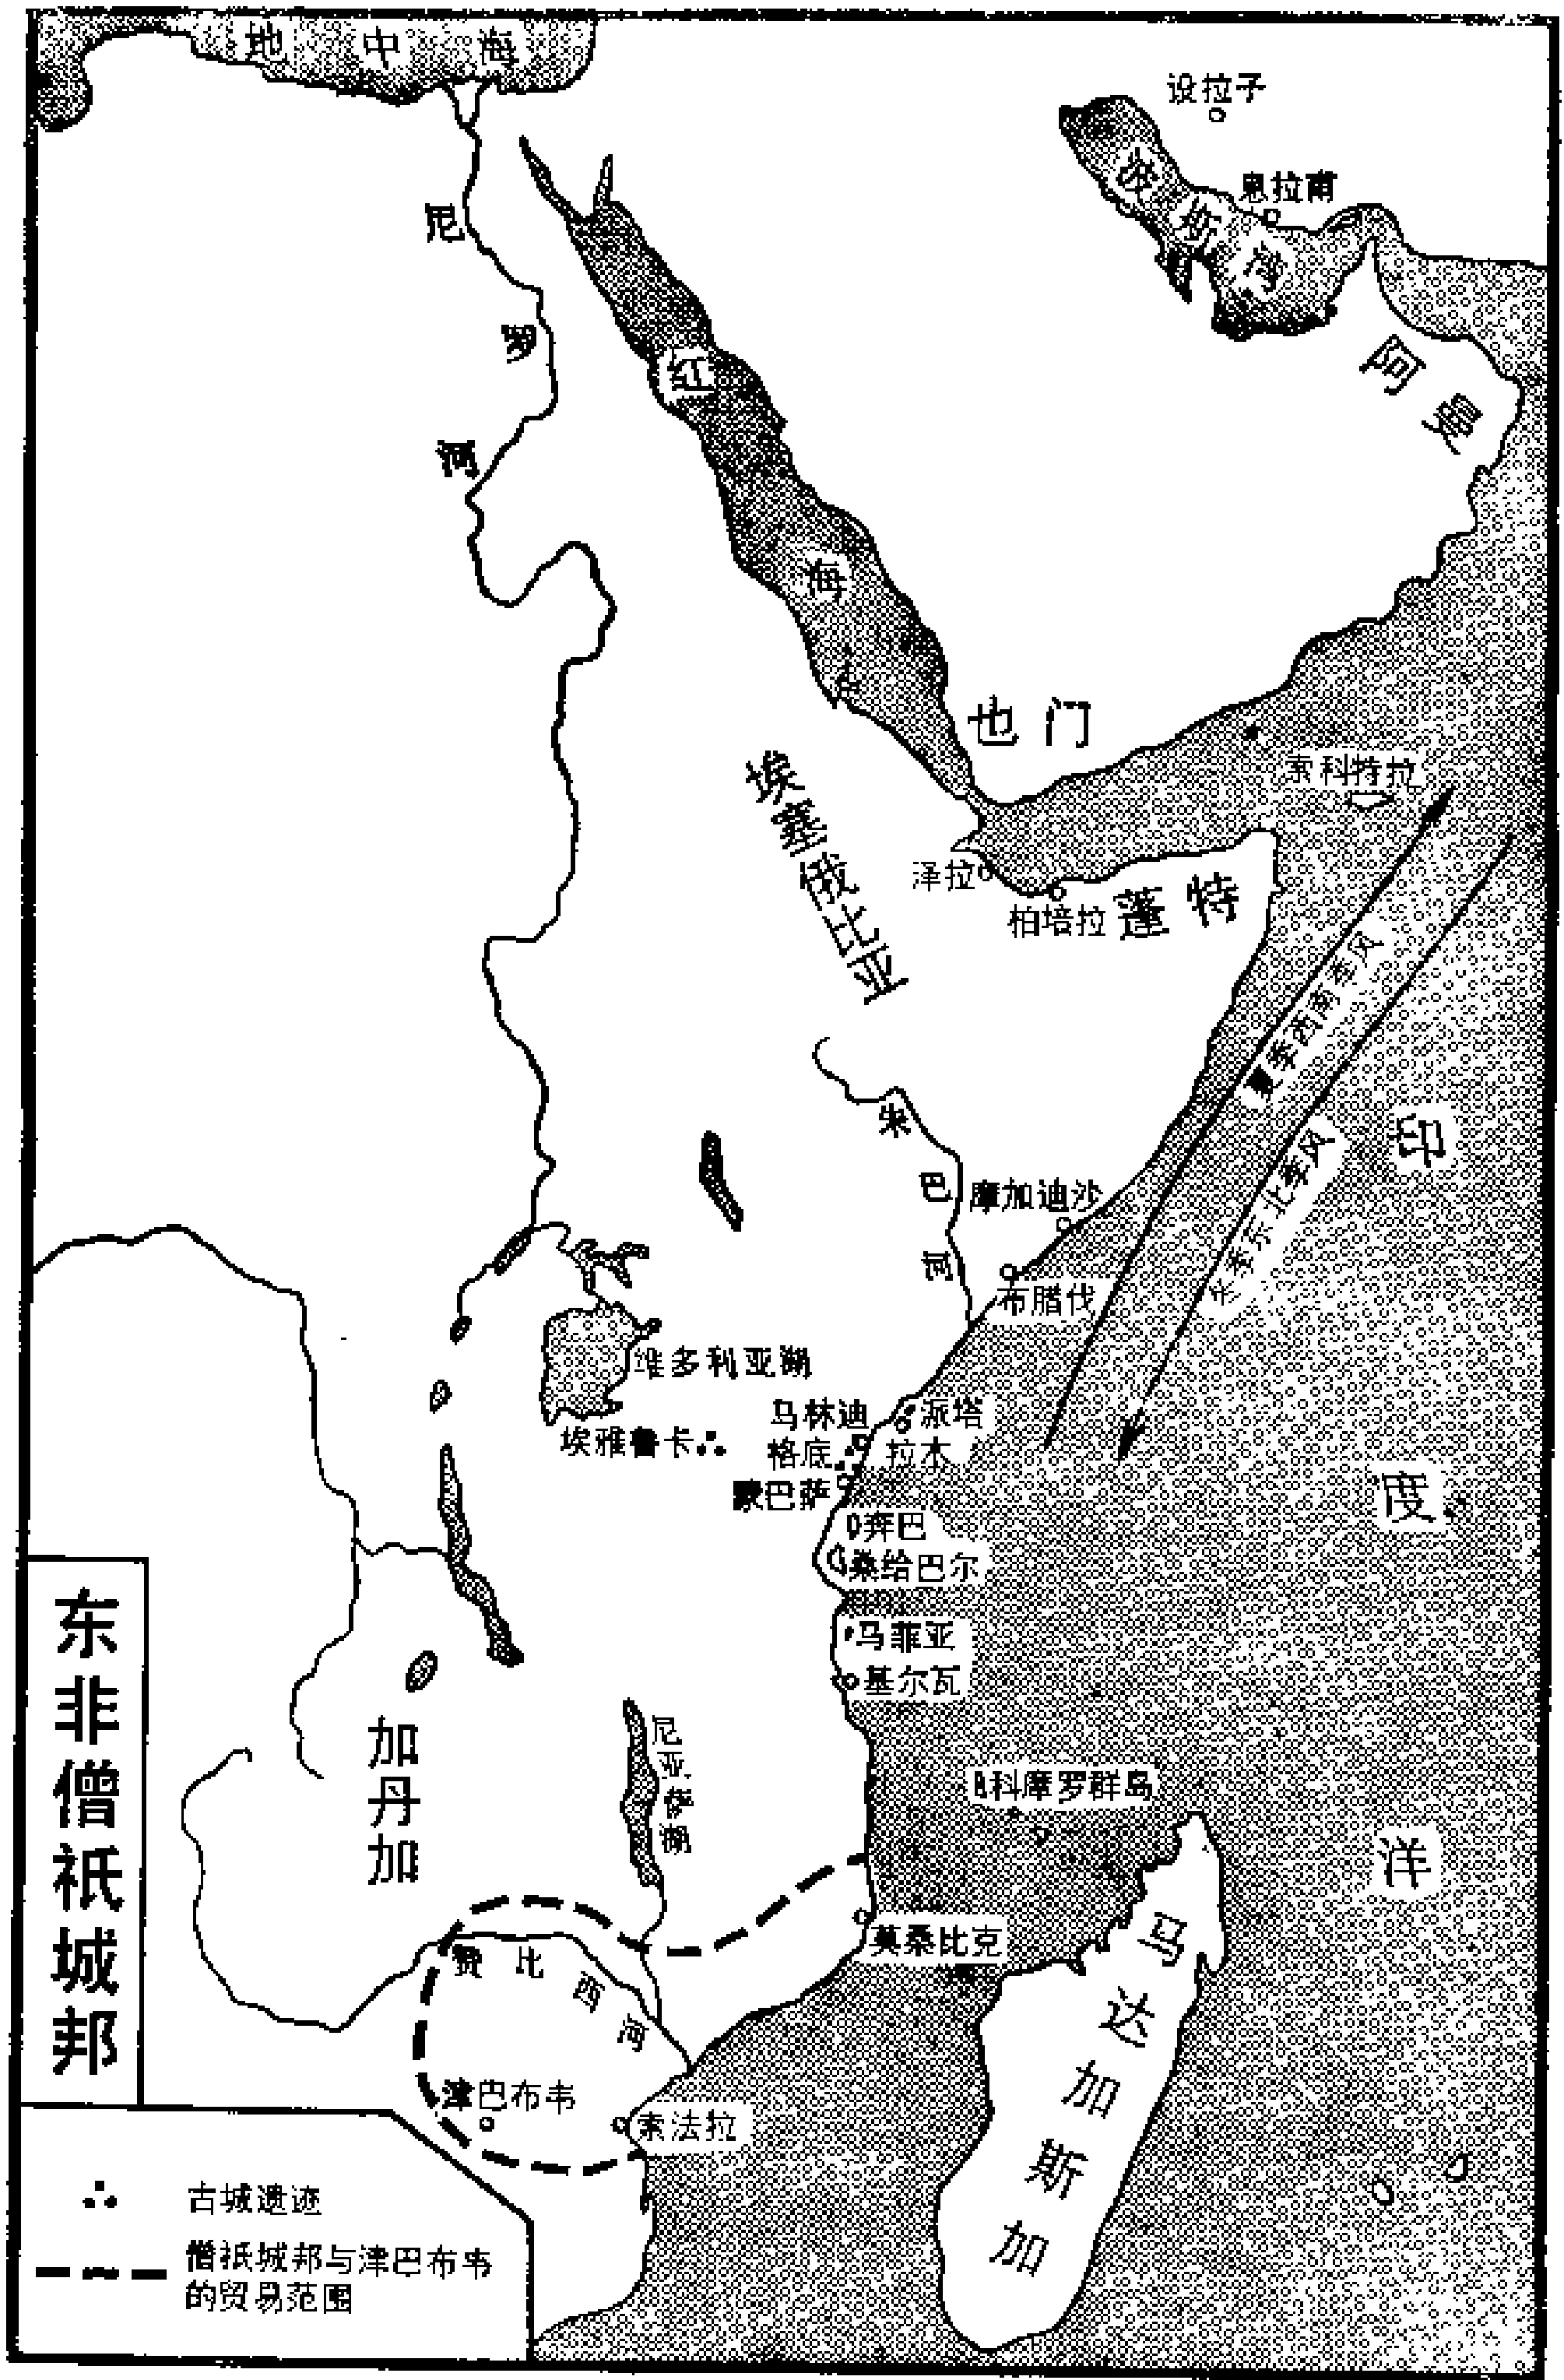 地中海
设拉子
波斯湾
息拉甫
尼罗河
红海
阿曼
也门
索科特拉
埃塞俄比亚
泽拉
柏培拉
蓬特
夏季西南季风
冬季东北季风
朱巴河
摩加迪沙
布腊伐
印度洋
维多利亚湖
埃雅鲁卡
马林迪
派塔
格底
拉木
蒙巴萨
奔巴
桑给巴尔
马菲亚
基尔瓦
加丹加
尼亚萨湖
科摩罗群岛
莫桑比克
马达加斯加
赞比西河
津巴布韦
索法拉
东非僧祇城邦
古城遗迹
僧祇城邦与津巴布韦
的贸易范围